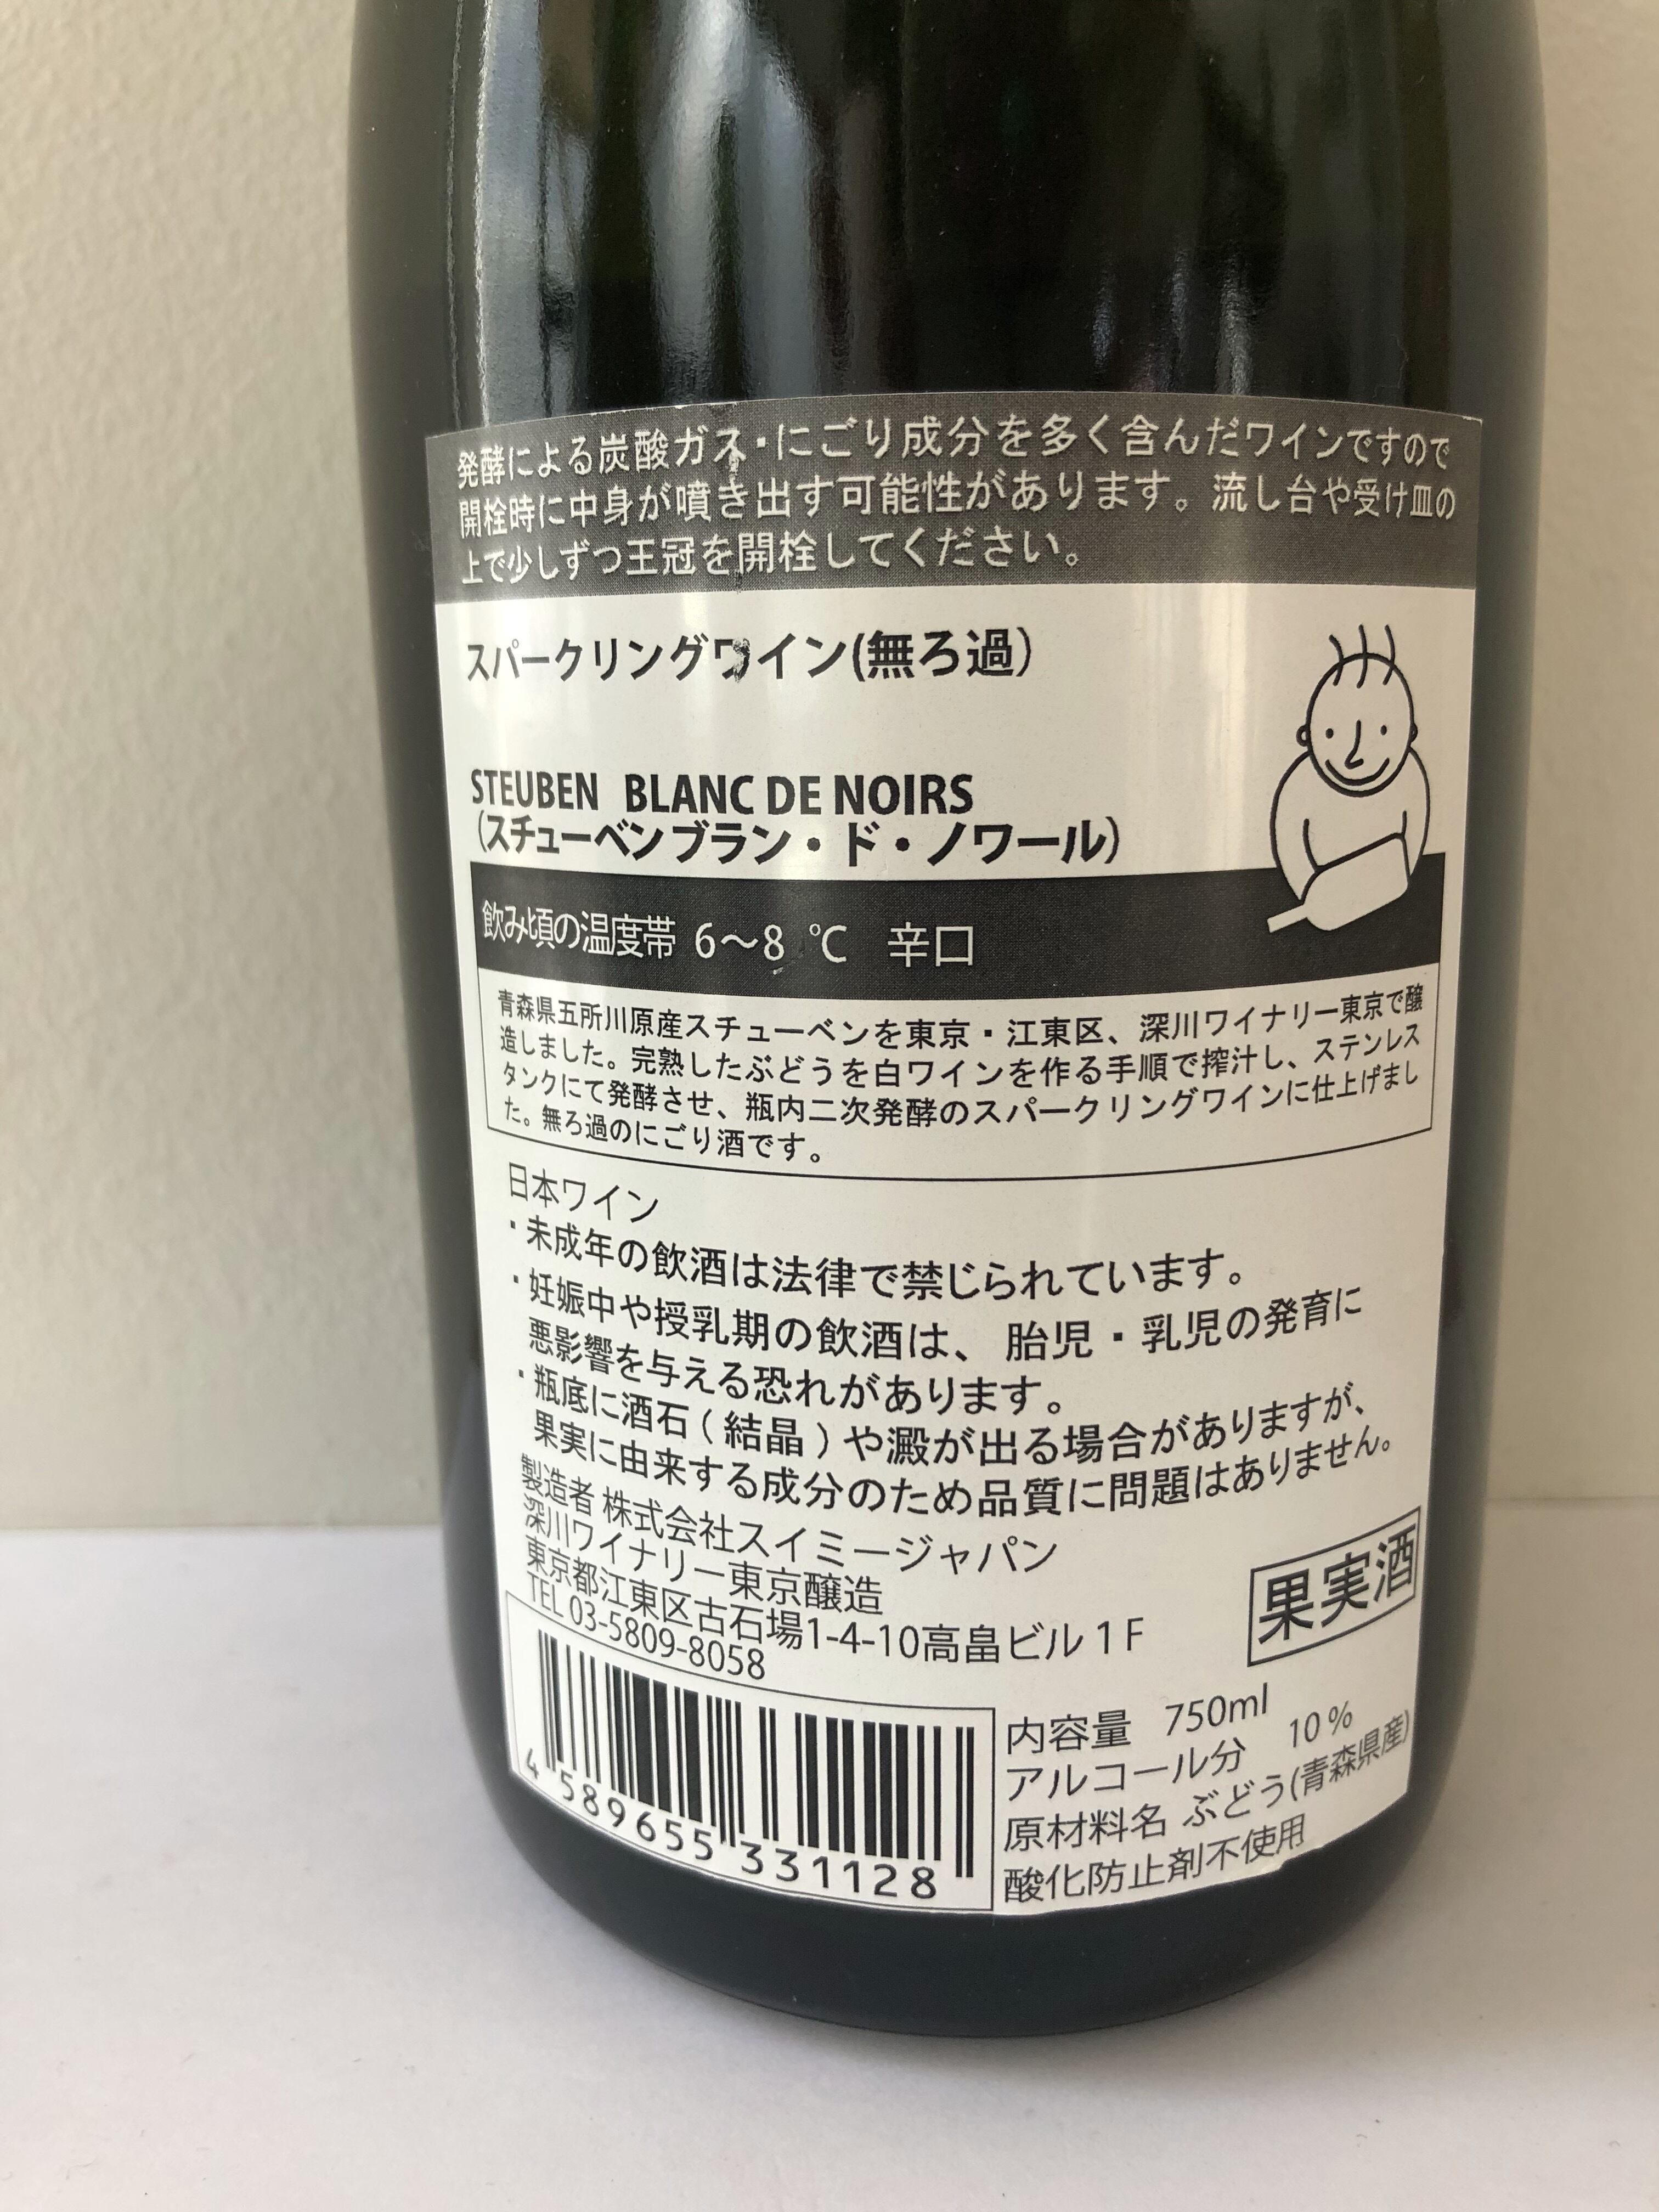 発酵による炭酸ガス・にごり成分を多く含んだワインですので
開栓時に中身が噴き出す可能性があります。流し台や受け皿の
上で少しずつ王冠を開栓してください。
スパークリングワイン(無ろ過)
STEUBEN BLANC DE NOIRS
(スチューベンブラン・ド・ノワール)
飲み頃の温度帯 6〜8 ℃ 辛口
青森県五所川原産スチューベンを東京・江東区、深川ワイナリー東京で醸
造しました。完熟したぶどうを白ワインを作る手順で搾汁し、ステンレス
タンクにて発酵させ、瓶内二次発酵のスパークリングワインに仕上げまし
た。無ろ過のにごり酒です。
日本ワイン
・未成年の飲酒は法律で禁じられています。
・妊娠中や授乳期の飲酒は、胎児・乳児の発育に
悪影響を与える恐れがあります。
・瓶底に酒石(結晶)や澱が出る場合がありますが、
果実に由来する成分のため品質に問題はありません。
製造者 株式会社スイミージャパン
深川ワイナリー東京醸造
東京都江東区古石場1-4-10高畠ビル1F
TEL 03-5809-8058
果実酒
4 589655 331128
内容量 750ml
アルコール分 10%
原材料名 ぶどう(青森県産)
酸化防止剤不使用